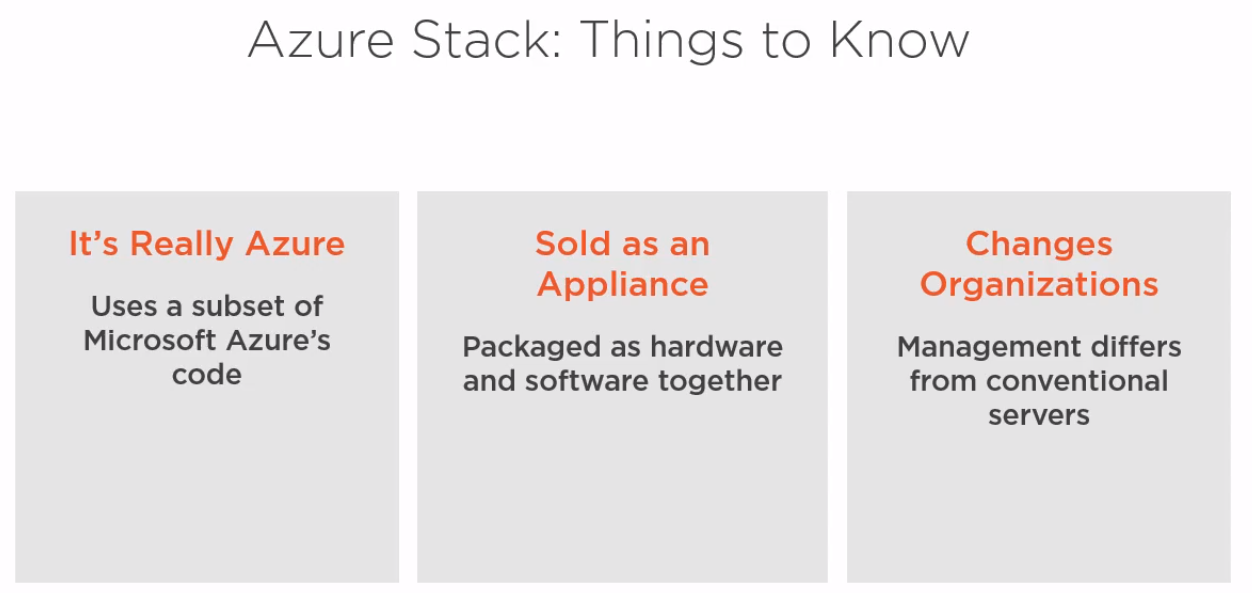 Azure Stack: Things to Know
It’s Really Azure
Uses a subset of
Microsoft Azure’s
code
Sold as an
Appliance
Packaged as hardware
and software together
Changes
Organizations
Management differs
from conventional
servers